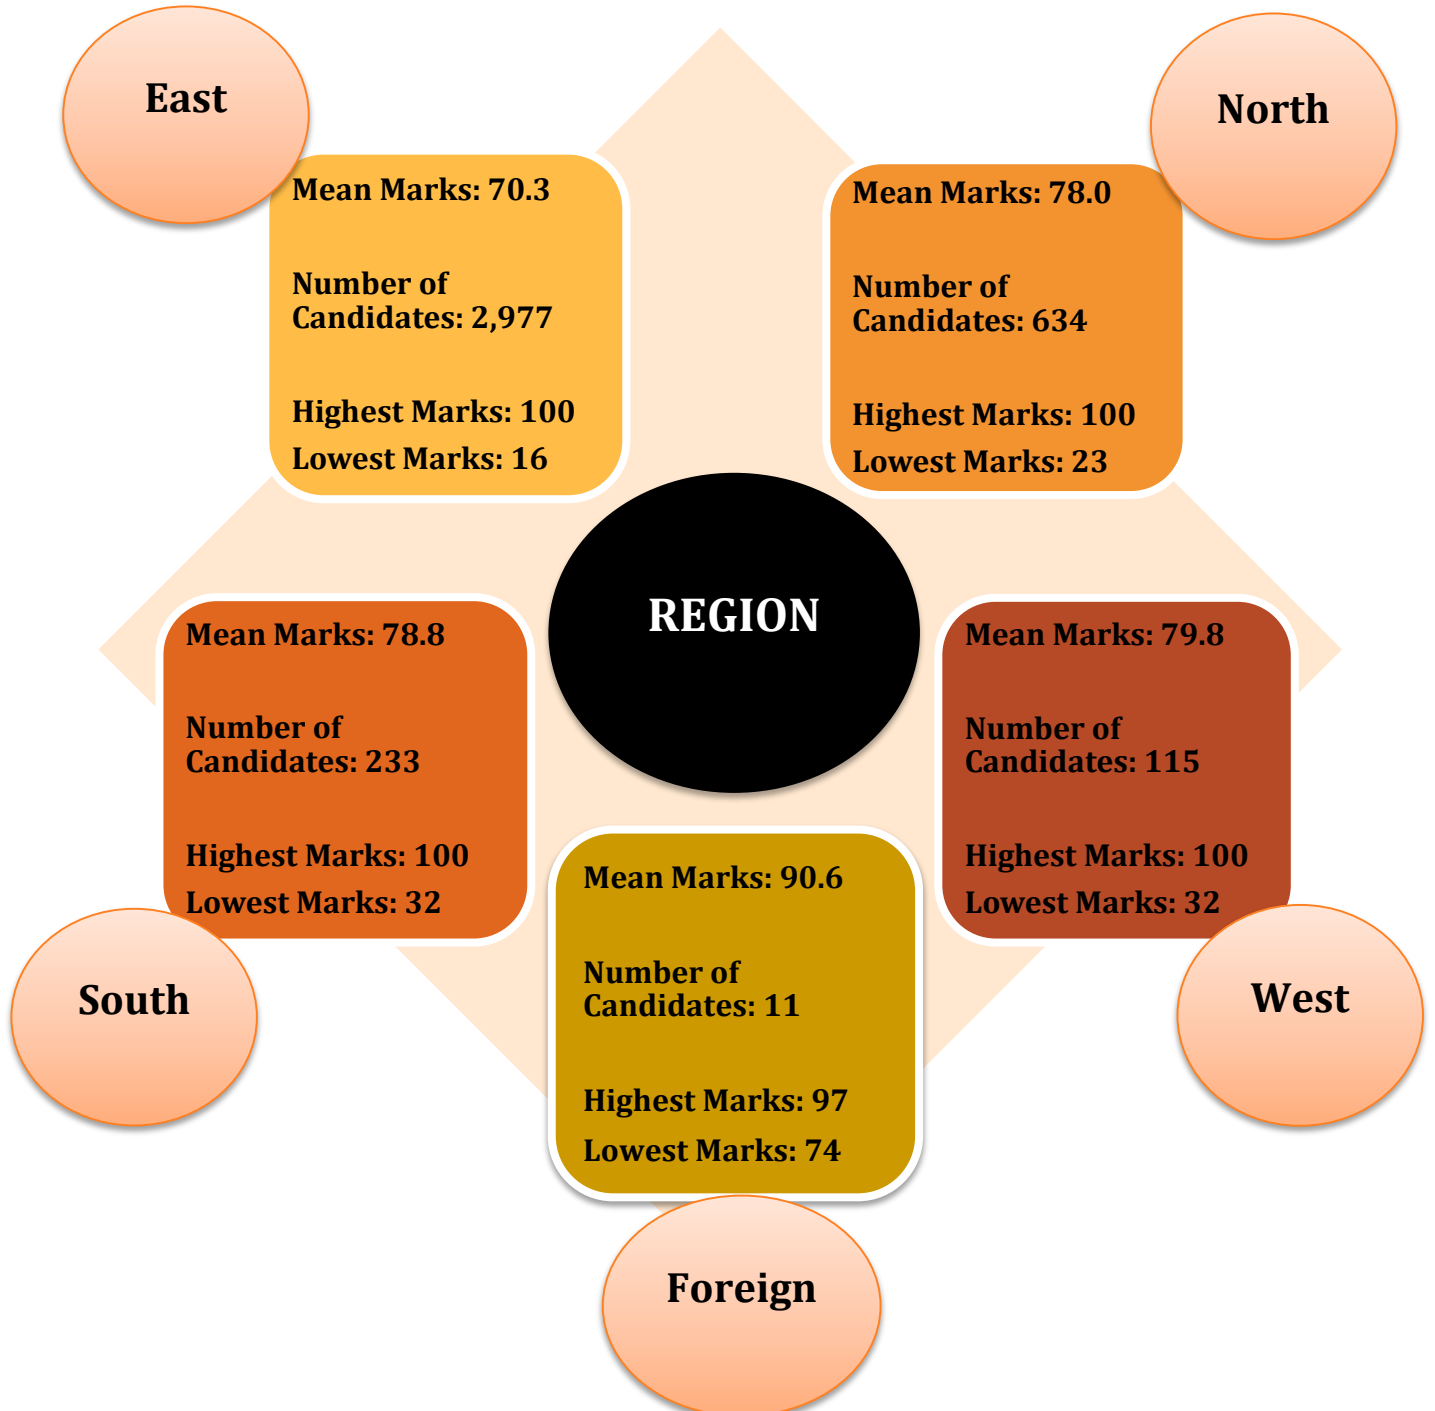 East
Mean Marks: 70.3
Number of
Candidates: 2,977
Highest Marks: 100
Lowest Marks: 16
North
Mean Marks: 78.0
Number of
Candidates: 634
Highest Marks: 100
Lowest Marks: 23
REGION
Mean Marks: 78.8
Number of
Candidates: 233
Highest Marks: 100
Lowest Marks: 32
South
Mean Marks: 79.8
Number of
Candidates: 115
Highest Marks: 100
Lowest Marks: 32
West
Mean Marks: 90.6
Number of
Candidates: 11
Highest Marks: 97
Lowest Marks: 74
Foreign